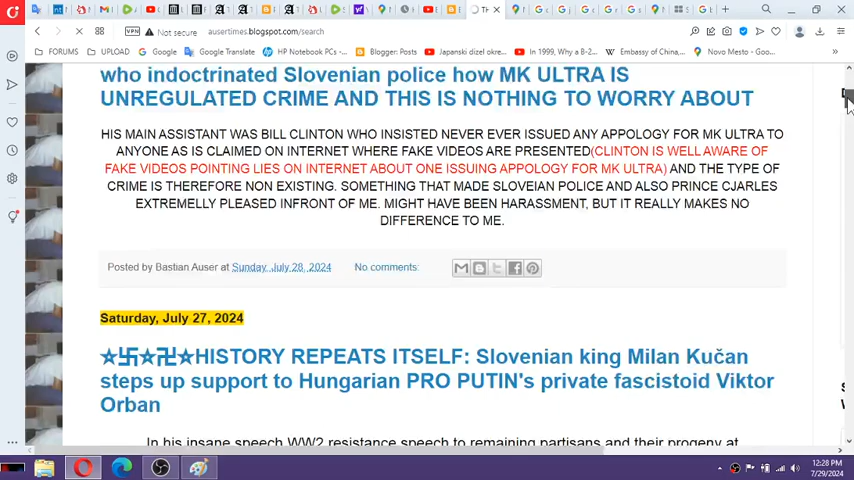 Not secure ausertimes.blogspot.com/search
FORUMS UPLOAD Google Google Translate HP Notebook PCs... Blogger: Posts Japanski dizel okre... In 1999, Why a B-2... Embassy of China,... Novo Mesto - Goo...
who indoctrinated Slovenian police how MK ULTRA IS
UNREGULATED CRIME AND THIS IS NOTHING TO WORRY ABOUT
HIS MAIN ASSISTANT WAS BILL CLINTON WHO INSISTED NEVER EVER ISSUED ANY APPOLOGY FOR MK ULTRA TO
ANYONE AS IS CLAIMED ON INTERNET WHERE FAKE VIDEOS ARE PRESENTED(CLINTON IS WELL AWARE OF
FAKE VIDEOS POINTING LIES ON INTERNET ABOUT ONE ISSUING APPOLOGY FOR MK ULTRA) AND THE TYPE OF
CRIME IS THEREFORE NON EXISTING. SOMETHING THAT MADE SLOVEIAN POLICE AND ALSO PRINCE CJARLES
EXTREMELLY PLEASED INFRONT OF ME. MIGHT HAVE BEEN HARASSMENT, BUT IT REALLY MAKES NO
DIFFERENCE TO ME.
Posted by Bastian Auser at Sunday, July 28, 2024 No comments:
Saturday, July 27, 2024
☆卐☆卍☆HISTORY REPEATS ITSELF: Slovenian king Milan Kučan
steps up support to Hungarian PRO PUTIN's private fascistoid Viktor
Orban
In his insane speech WW2 resistance speech to remaining partisans and their progeny at
12:28 PM
7/29/2024